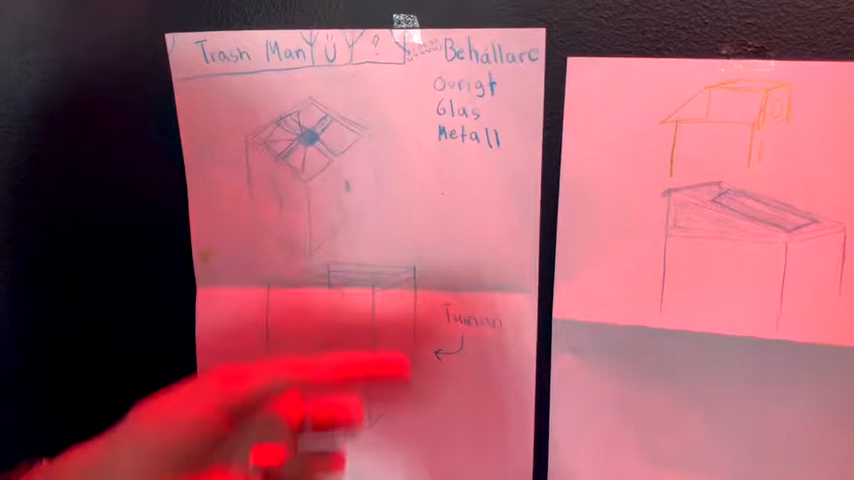 Trash Man Ü ?
Behållare
Övrigt
Glas
Metall